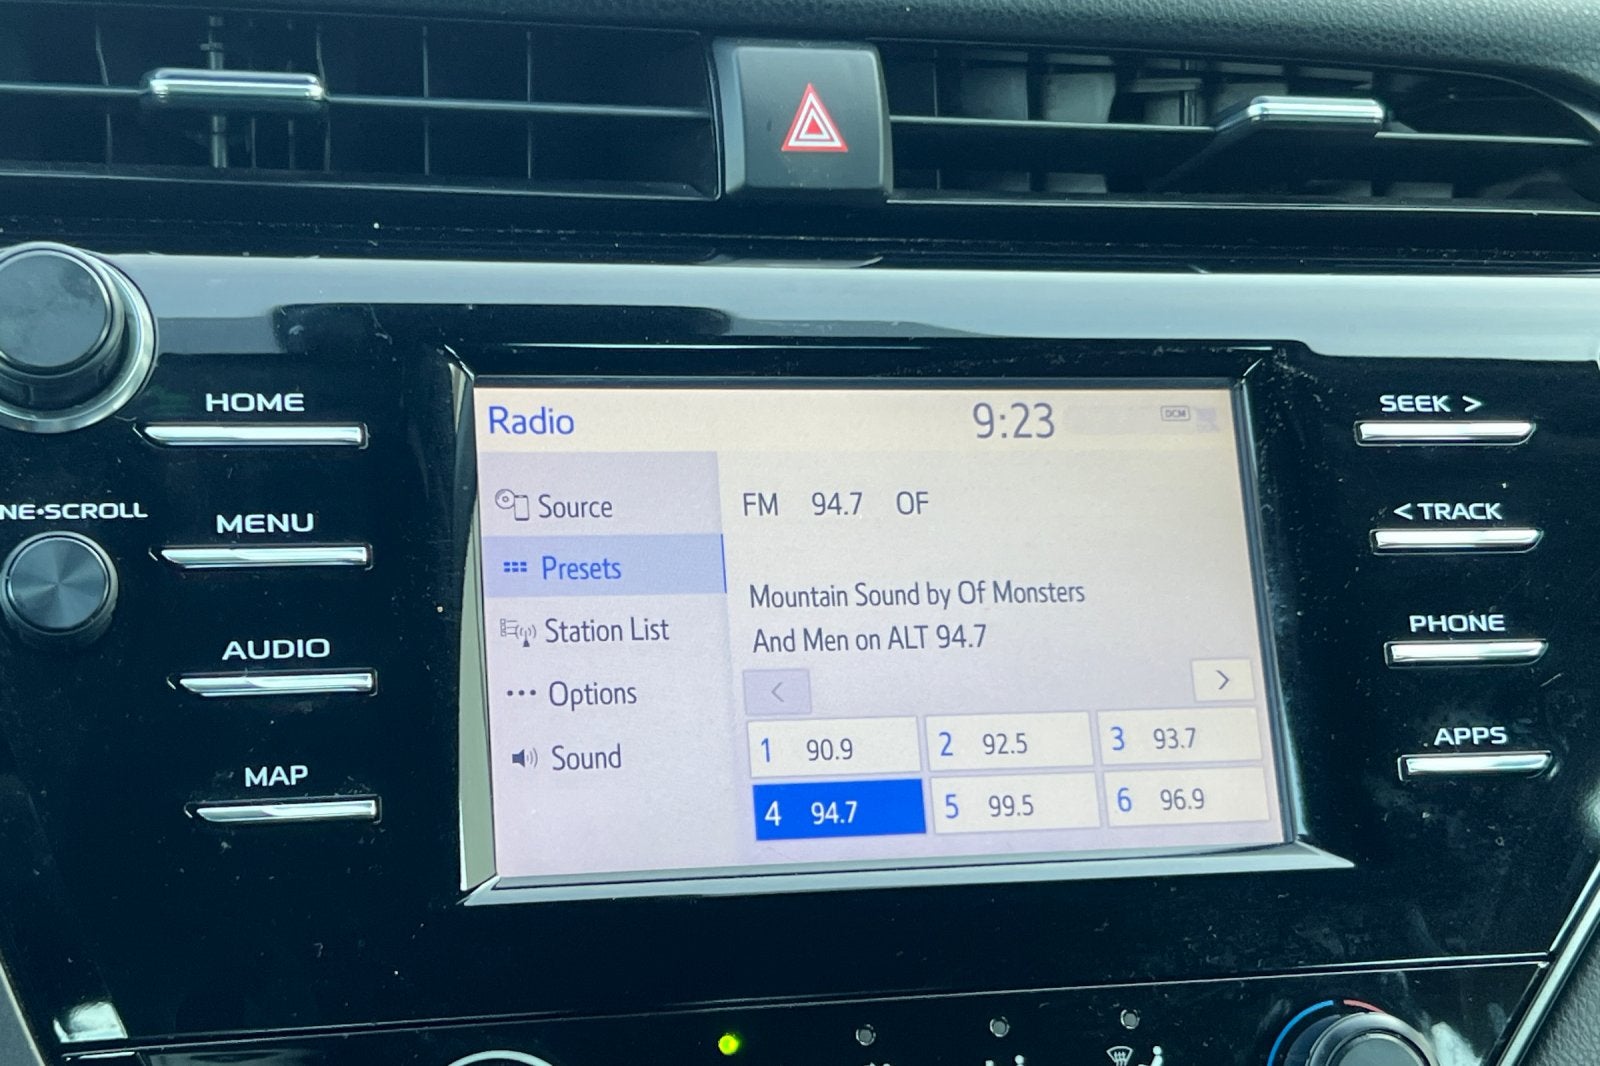 HOME
NE•SCROLL
MENU
AUDIO
MAP
Radio
9:23
DCM
Source
Presets
Station List
Options
Sound
FM 94.7 OF
Mountain Sound by Of Monsters
And Men on ALT 94.7
< >
1 90.9
2 92.5
3 93.7
4 94.7
5 99.5
6 96.9
SEEK >
< TRACK
PHONE
APPS